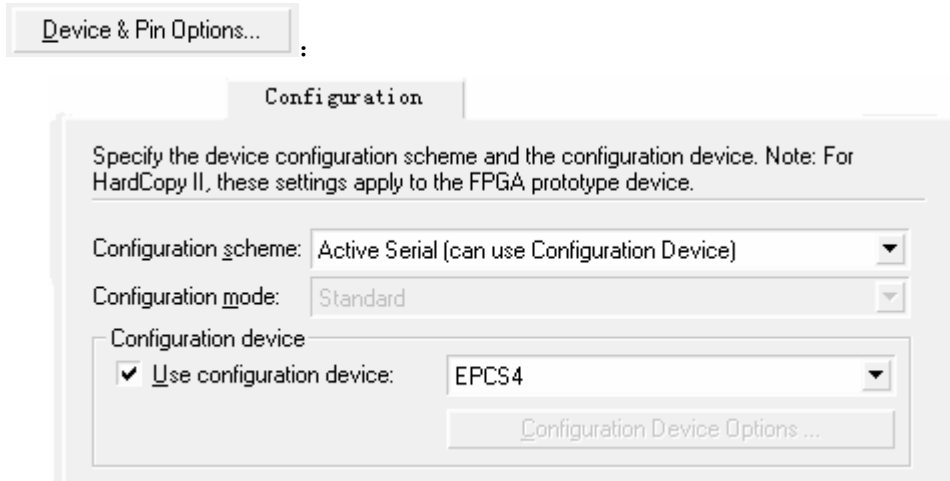 Device & Pin Options...
：
Configuration
Specify the device configuration scheme and the configuration device. Note: For
HardCopy II, these settings apply to the FPGA prototype device.
Configuration scheme: Active Serial (can use Configuration Device)
Configuration mode: Standard
Configuration device
Use configuration device: EPCS4
Configuration Device Options ...